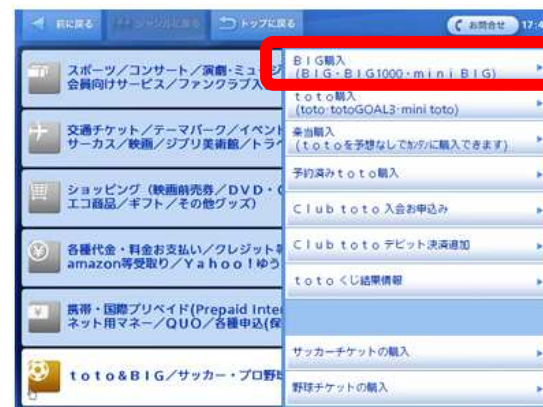 前に戻る
トップに戻る
お問合せ
17:4
スポーツ/コンサート/演劇・ミュージ
会員向けサービス/ファンクラブ入
交通チケット/テーマパーク/イベント
サーカス/映画/ジブリ美術館/トラベ
ショッピング(映画前売券/DVD・C
エコ商品/ギフト/その他グッズ)
各種代金・料金お支払い/クレジット等
amazon等受取り/Yahoo!ゆう
携帯・国際プリペイド(Prepaid Inte
ネット用マネー/QUO/各種申込(保
toto&BIG/サッカー・プロ野球
BIG購入
(BIG・BIG1000・mini BIG)
toto購入
(toto・totoGOAL3・mini toto)
楽当購入
(totoを予想なしでカンタンに購入できます)
予約済みtoto購入
Club toto 入会お申込み
Club toto デビット決済追加
totoくじ結果情報
サッカーチケットの購入
野球チケットの購入